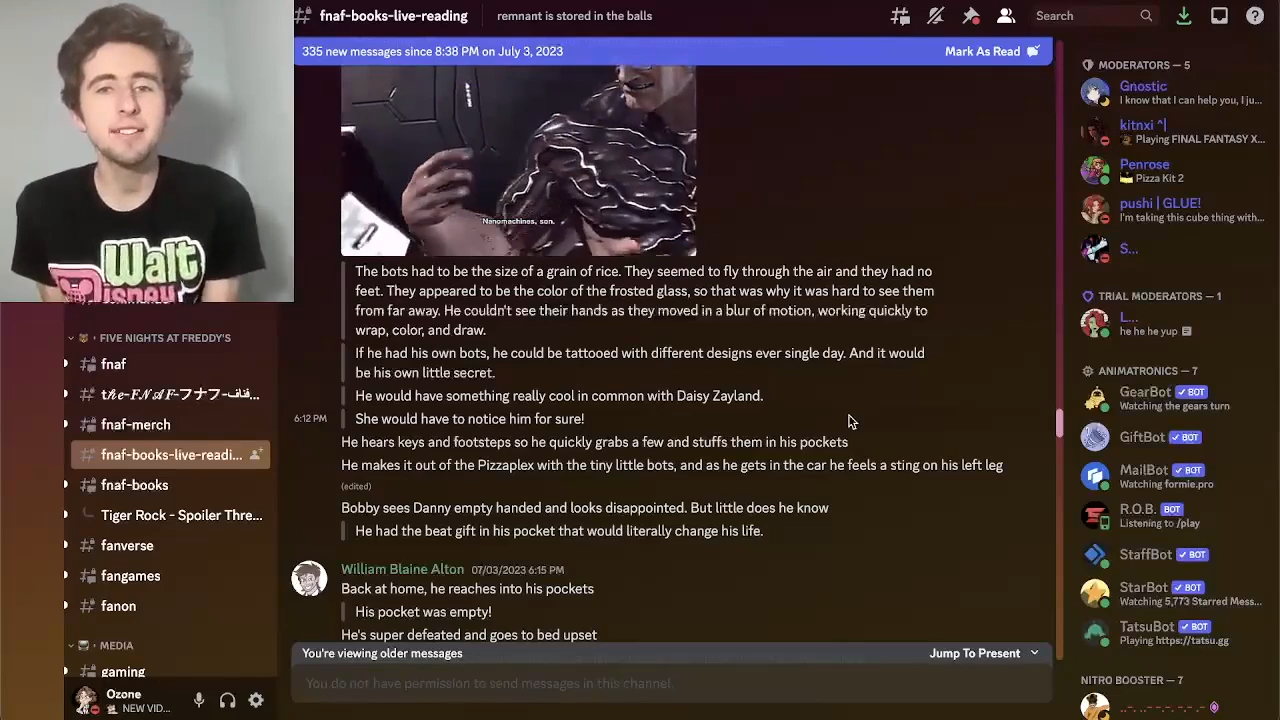 fnaf-books-live-reading
remnant is stored in the balls
Search
335 new messages since 8:38 PM on July 3, 2023
Mark As Read
Nanomachines, son.
Walt
Disney
The bots had to be the size of a grain of rice. They seemed to fly through the air and they had no
feet. They appeared to be the color of the frosted glass, so that was why it was hard to see them
from far away. He couldn't see their hands as they moved in a blur of motion, working quickly to
wrap, color, and draw.
If he had his own bots, he could be tattooed with different designs ever single day. And it would
be his own little secret.
He would have something really cool in common with Daisy Zayland.
6:12 PM
She would have to notice him for sure!
He hears keys and footsteps so he quickly grabs a few and stuffs them in his pockets
He makes it out of the Pizzaplex with the tiny little bots, and as he gets in the car he feels a sting on his left leg
(edited)
Bobby sees Danny empty handed and looks disappointed. But little does he know
He had the beat gift in his pocket that would literally change his life.
William Blaine Alton 07/03/2023 6:15 PM
Back at home, he reaches into his pockets
His pocket was empty!
He's super defeated and goes to bed upset
You're viewing older messages
Jump To Present
You do not have permission to send messages in this channel.
FIVE NIGHTS AT FREDDY'S
fnaf
the-FNAF-フナフ-فناف...
fnaf-merch
fnaf-books-live-readi...
fnaf-books
Tiger Rock - Spoiler Thre...
fanverse
fangames
fanon
MEDIA
gaming
Ozone
NEW VID...
MODERATORS — 5
Gnostic
I know that I can help you, I ju...
kitnxi ^|
Playing FINAL FANTASY X...
Penrose
Pizza Kit 2
pushi | GLUE!
I'm taking this cube thing with...
S...
TRIAL MODERATORS — 1
L...
he he he yup
ANIMATRONICS — 7
GearBot BOT
Watching the gears turn
GiftBot BOT
MailBot BOT
Watching formie.pro
R.O.B. BOT
Listening to /play
StaffBot BOT
StarBot BOT
Watching 5,773 Starred Mess...
TatsuBot BOT
Playing https://tatsu.gg
NITRO BOOSTER — 7